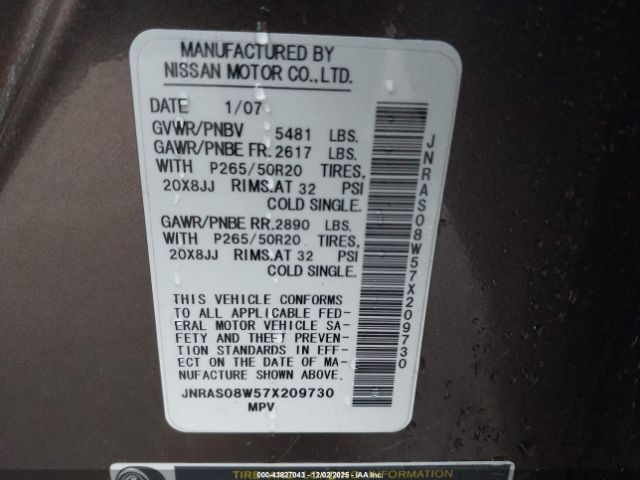 MANUFACTURED BY
NISSAN MOTOR CO.,LTD.
DATE 1/07
GVWR/PNBV 5481 LBS.
GAWR/PNBE FR.2617 LBS.
WITH P265/50R20 TIRES,
20X8JJ RIMS.AT 32 PSI
COLD SINGLE.
GAWR/PNBE RR.2890 LBS.
WITH P265/50R20 TIRES,
20X8JJ RIMS.AT 32 PSI
COLD SINGLE.
THIS VEHICLE CONFORMS
TO ALL APPLICABLE FED-
ERAL MOTOR VEHICLE SA-
FETY AND THEFT PREVEN-
TION STANDARDS IN EFF-
ECT ON THE DATE OF MA-
NUFACTURE SHOWN ABOVE.
JNRAS08W57X209730
MPV
JNRAS08W57X209730
TIRE INFORMATION
000-43827043 - 12/02/2025 - IAA Inc.